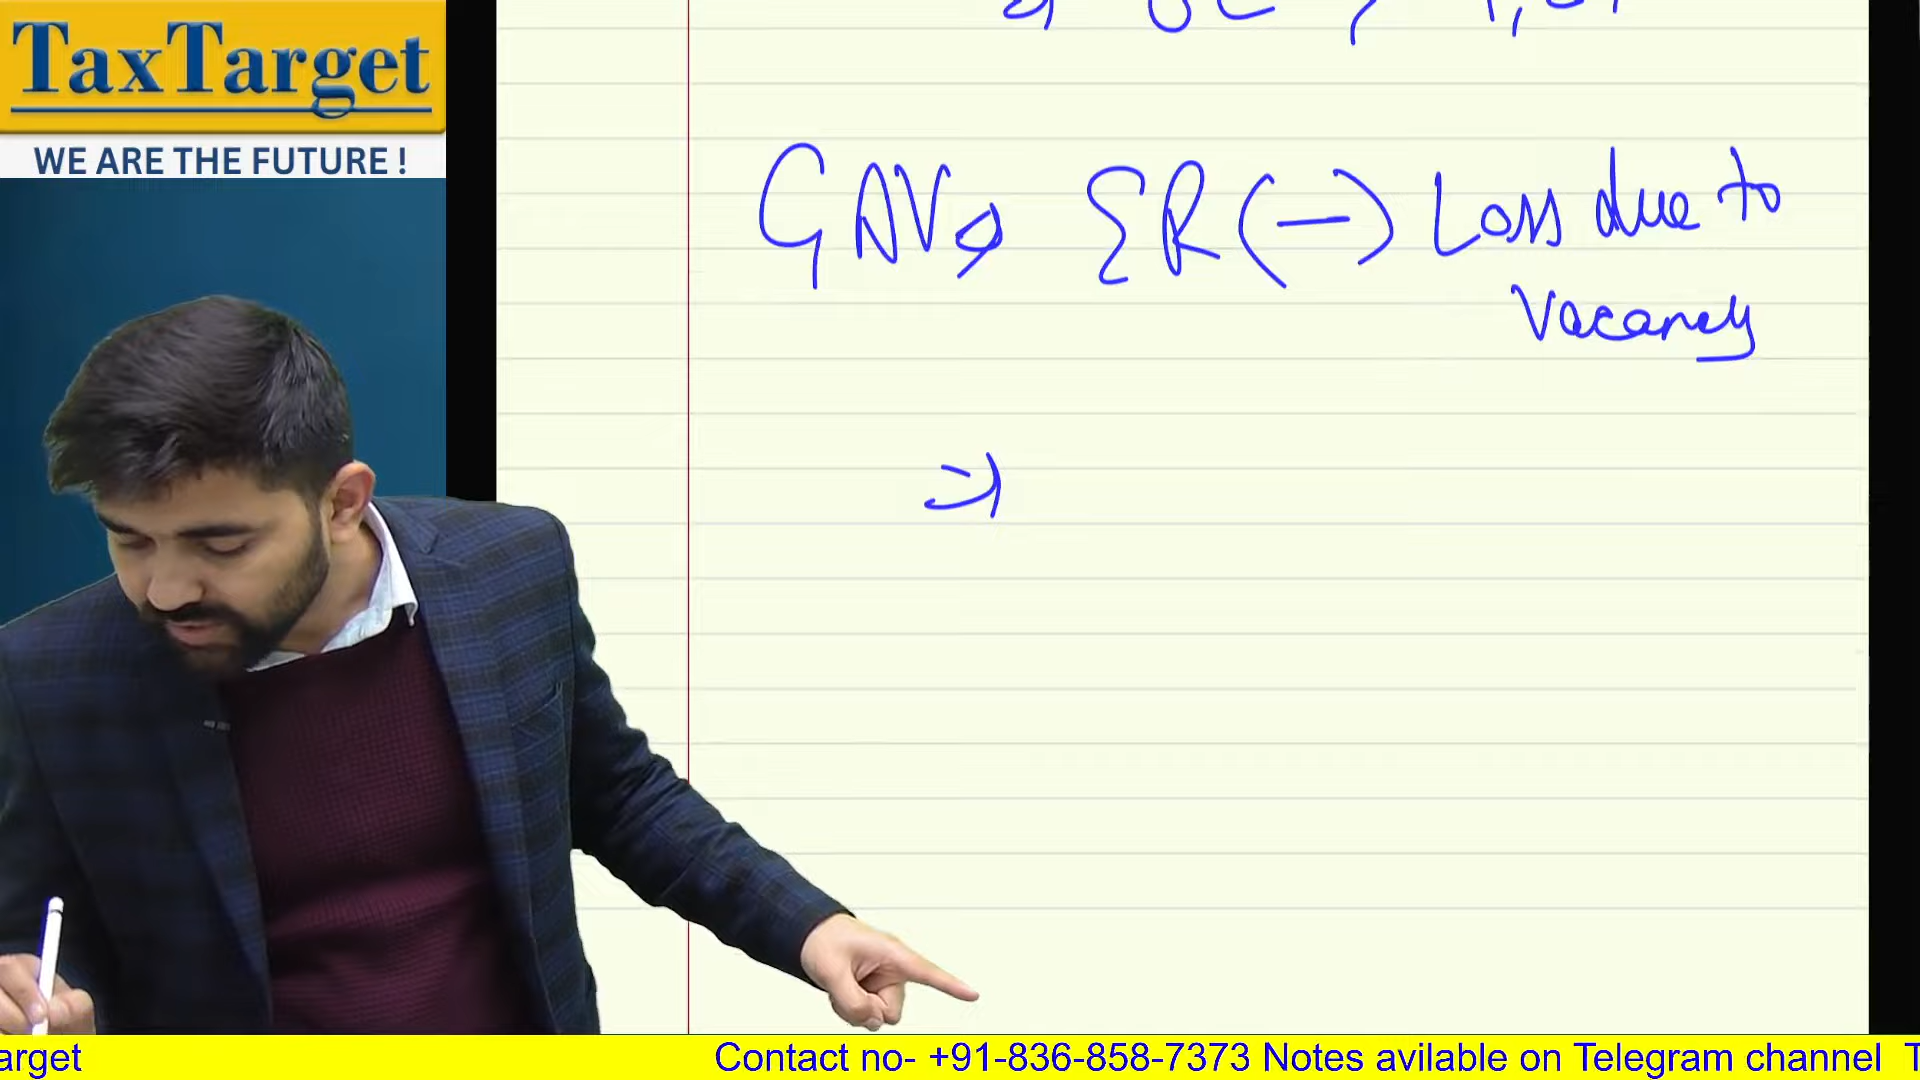 TaxTarget
WE ARE THE FUTURE !
GAV ER (-) Loss due to
Vacancy
⇒
arget Contact no- +91-836-858-7373 Notes avilable on Telegram channel T